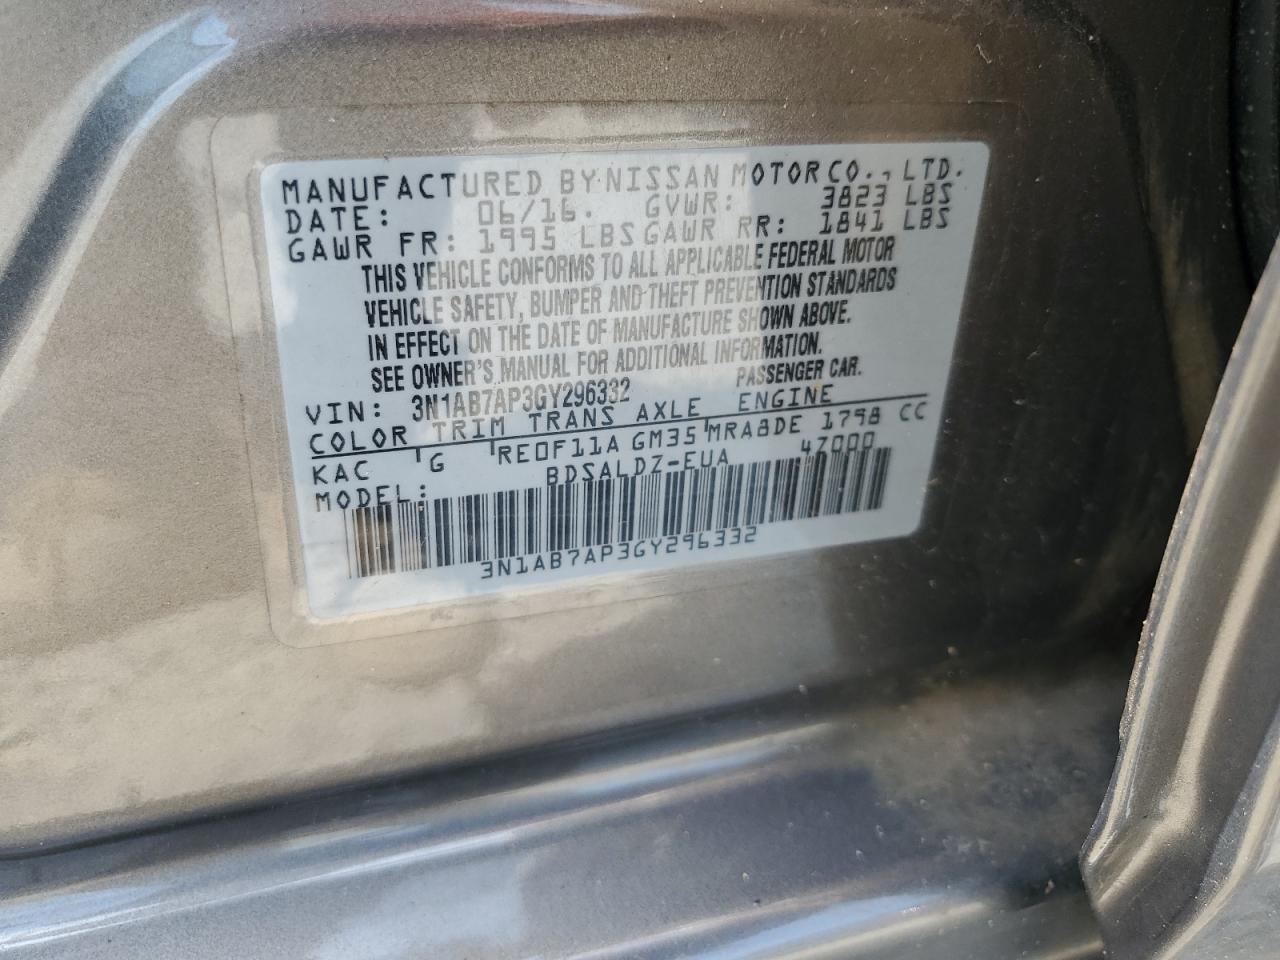 MANUFACTURED BY NISSAN MOTOR CO., LTD.
DATE: 06/16. GVWR: 3823 LBS
GAWR FR: 1995 LBS GAWR RR: 1841 LBS
THIS VEHICLE CONFORMS TO ALL APPLICABLE FEDERAL MOTOR
VEHICLE SAFETY, BUMPER AND THEFT PREVENTION STANDARDS
IN EFFECT ON THE DATE OF MANUFACTURE SHOWN ABOVE.
SEE OWNER'S MANUAL FOR ADDITIONAL INFORMATION.
VIN: 3N1AB7AP3GY296332 PASSENGER CAR.
COLOR TRIM TRANS AXLE ENGINE
KAC G RE0F11A GM35 MRA8DE 1798 CC
MODEL: BDSALDZ-EUA 4Z000
3N1AB7AP3GY296332